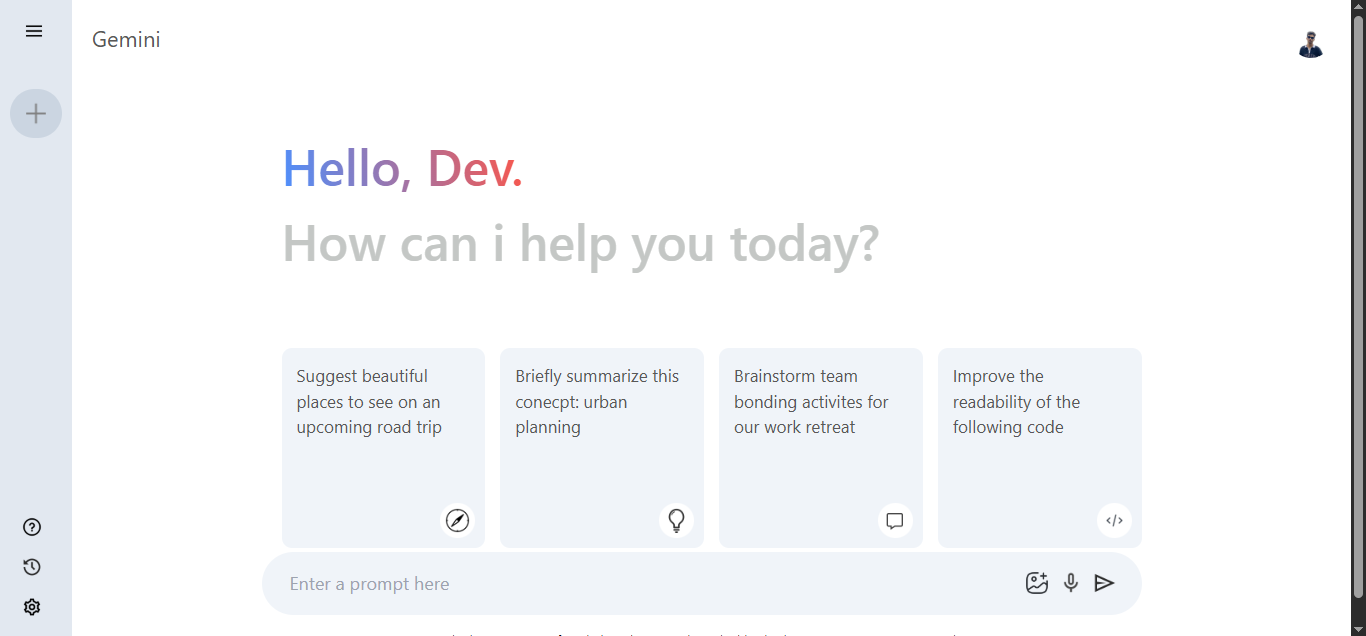 Gemini
Hello, Dev.
How can i help you today?
Suggest beautiful
places to see on an
upcoming road trip
Briefly summarize this
conecpt: urban
planning
Brainstorm team
bonding activites for
our work retreat
Improve the
readability of the
following code
Enter a prompt here